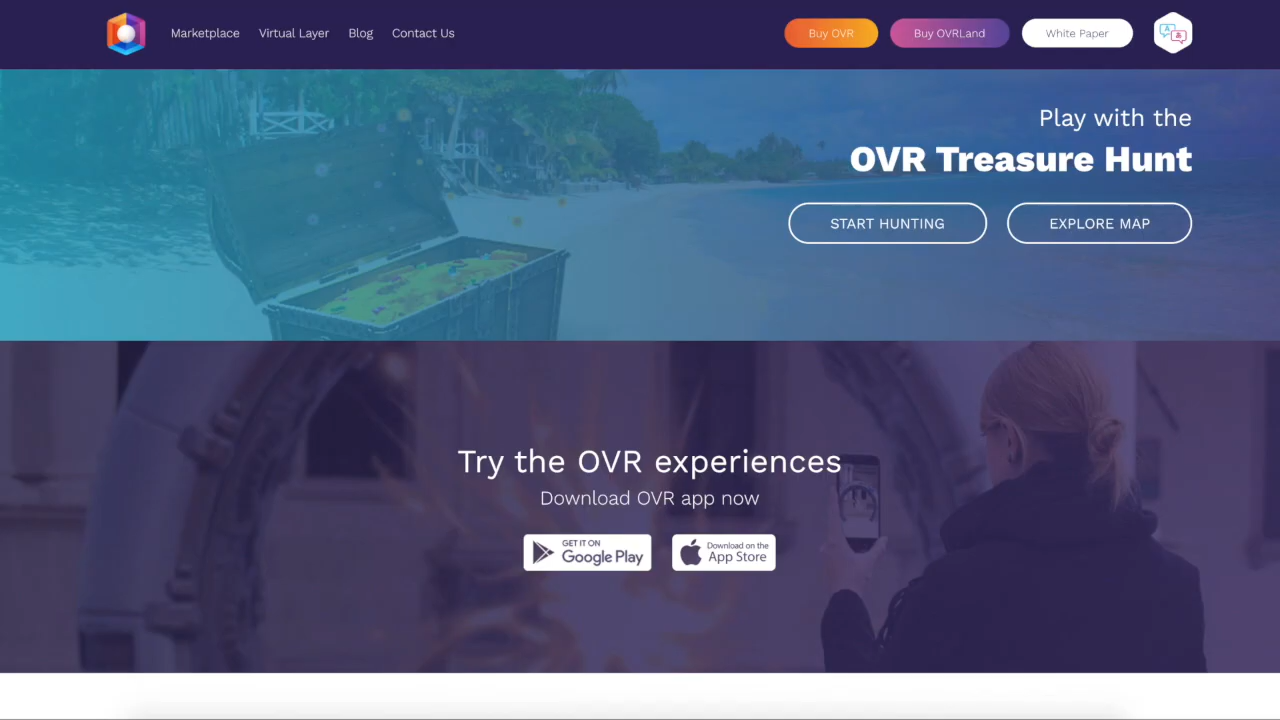 Marketplace Virtual Layer Blog Contact Us Buy OVR Buy OVRLand White Paper
Play with the
OVR Treasure Hunt
START HUNTING EXPLORE MAP
Try the OVR experiences
Download OVR app now
GET IT ON
Google Play
Download on the
App Store